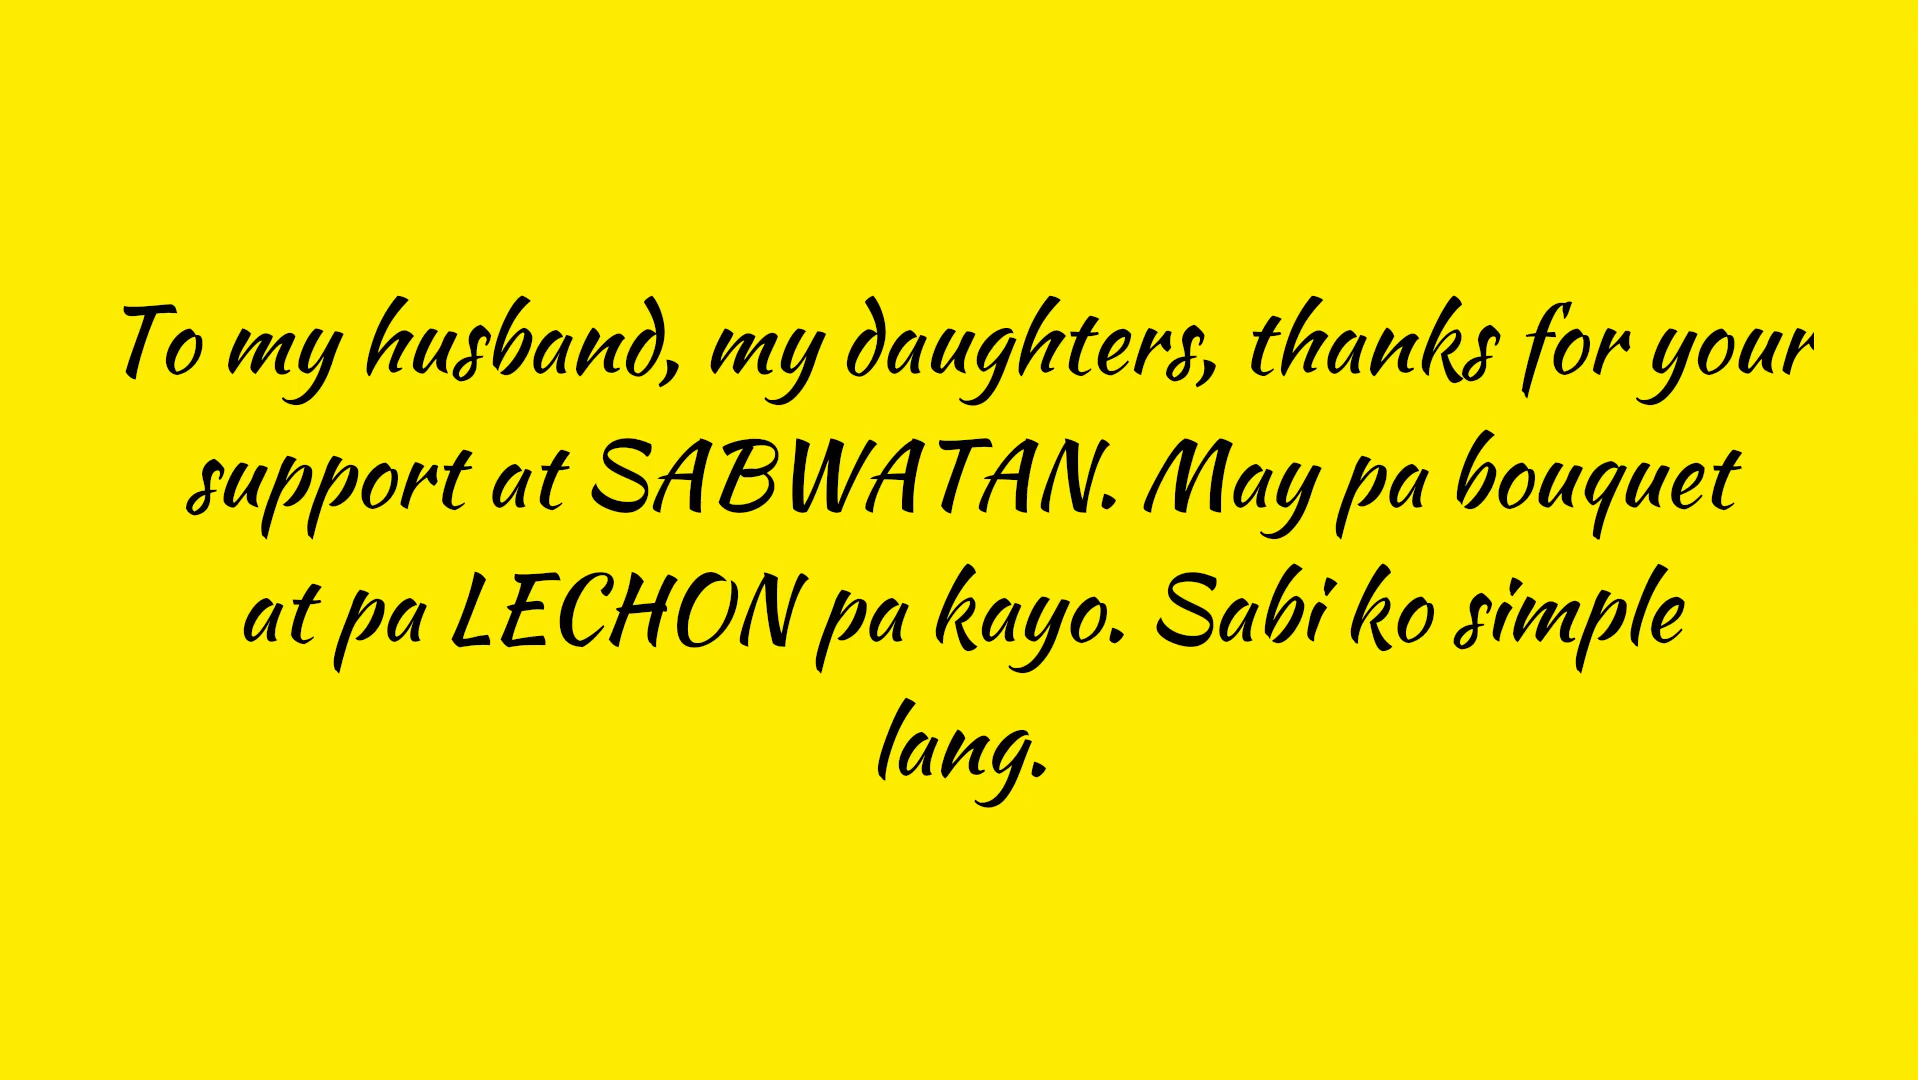 To my husband, my daughters, thanks for your
support at SABWATAN. May pa bouquet
at pa LECHON pa kayo. Sabi ko simple
lang.